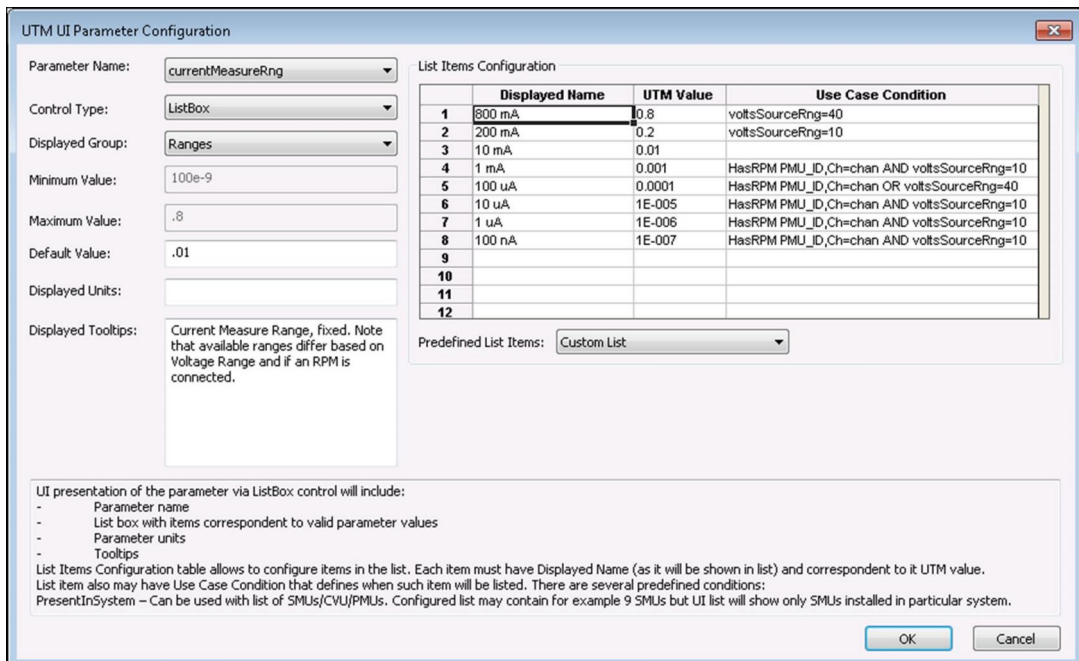 UTM UI Parameter Configuration
Parameter Name:
currentMeasureRng
Control Type:
ListBox
Displayed Group:
Ranges
Minimum Value:
100e-9
Maximum Value:
.8
Default Value:
.01
Displayed Units:
Displayed Tooltips:
Current Measure Range, fixed. Note
that available ranges differ based on
Voltage Range and if an RPM is
connected.
List Items Configuration
Displayed Name UTM Value Use Case Condition
1 800 mA 0.8 voltsSourceRng=40
2 200 mA 0.2 voltsSourceRng=10
3 10 mA 0.01
4 1 mA 0.001 HasRPM PMU_ID,Ch=chan AND voltsSourceRng=10
5 100 uA 0.0001 HasRPM PMU_ID,Ch=chan OR voltsSourceRng=40
6 10 uA 1E-005 HasRPM PMU_ID,Ch=chan AND voltsSourceRng=10
7 1 uA 1E-006 HasRPM PMU_ID,Ch=chan AND voltsSourceRng=10
8 100 nA 1E-007 HasRPM PMU_ID,Ch=chan AND voltsSourceRng=10
9
10
11
12
Predefined List Items: Custom List
UI presentation of the parameter via ListBox control will include:
- Parameter name
- List box with items correspondent to valid parameter values
- Parameter units
- Tooltips
List Items Configuration table allows to configure items in the list. Each item must have Displayed Name (as it will be shown in list) and correspondent to it UTM value.
List item also may have Use Case Condition that defines when such item will be listed. There are several predefined conditions:
PresentInSystem – Can be used with list of SMUs/CVU/PMUs. Configured list may contain for example 9 SMUs but UI list will show only SMUs installed in particular system.
OK
Cancel